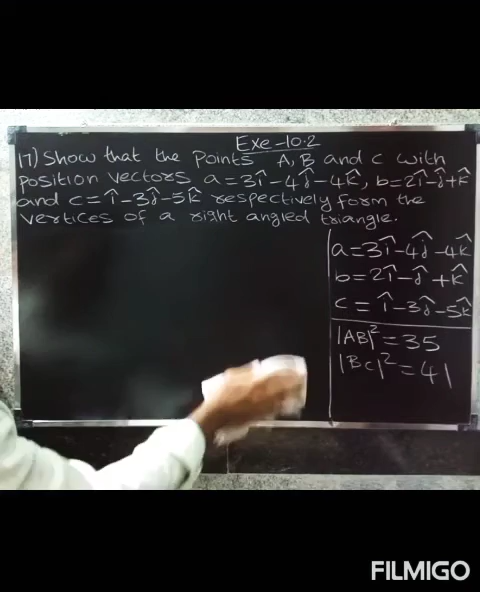 Exe-10.2
17) Show that the Points A, B and C with
position vectors a = 3î - 4ĵ - 4k̂, b = 2î - ĵ + k̂
and c = î - 3ĵ - 5k̂ respectively form the
vertices of a right angled triangle.
a = 3î - 4ĵ - 4k̂
b = 2î - ĵ + k̂
c = î - 3ĵ - 5k̂
|AB|² = 35
|BC|² = 41
FILMIGO